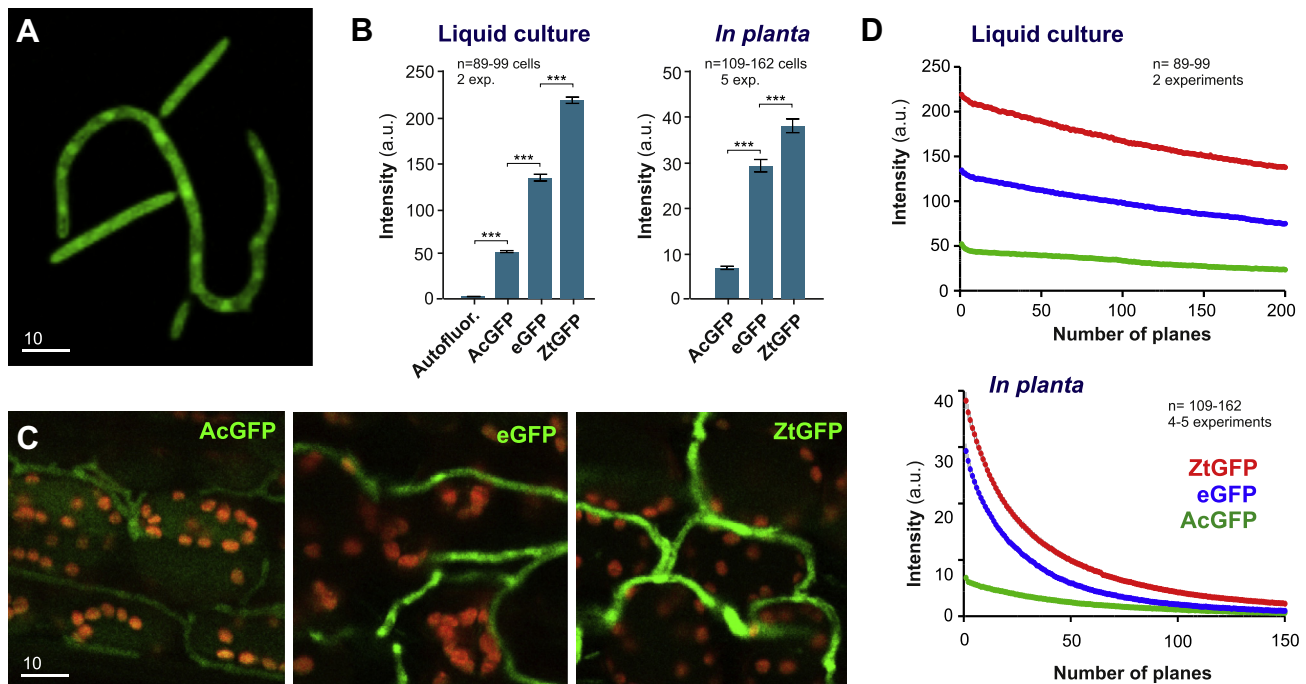 A
10
B
Liquid culture
n=89-99 cells
2 exp.
Intensity (a.u.)
250
200
150
100
50
0
***
***
***
Autofluor.
AcGFP
eGFP
ZtGFP
In planta
n=109-162 cells
5 exp.
Intensity (a.u.)
50
40
30
20
10
0
***
***
AcGFP
eGFP
ZtGFP
C
AcGFP
10
eGFP
ZtGFP
D
Liquid culture
n= 89-99
2 experiments
Intensity (a.u.)
250
200
150
100
50
0
0 50 100 150 200
Number of planes
In planta
n= 109-162
4-5 experiments
Intensity (a.u.)
40
30
20
10
0
ZtGFP
eGFP
AcGFP
0 50 100 150
Number of planes